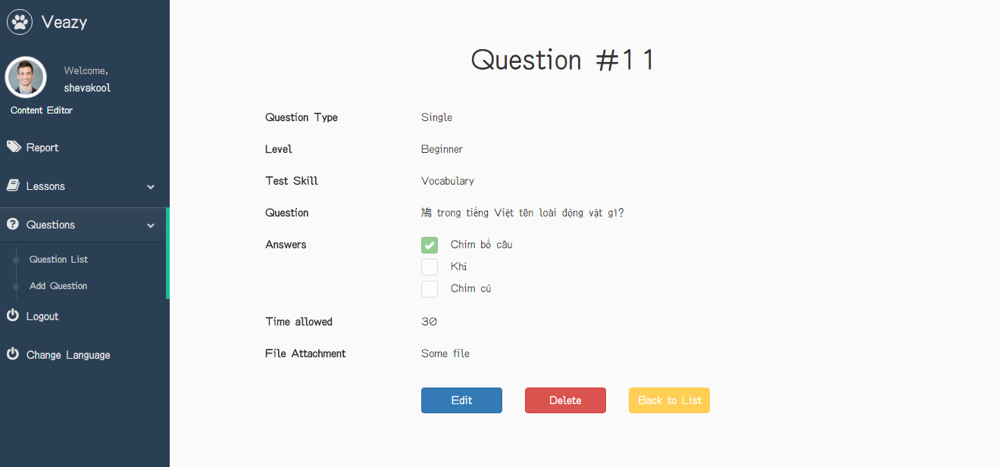 Veazy
Welcome,
shevakool
Content Editor
Report
Lessons
Questions
Question List
Add Question
Logout
Change Language
Question #11
Question Type Single
Level Beginner
Test Skill Vocabulary
Question 鳩 trong tiếng Việt tên loài động vật gì?
Answers Chim bồ câu
Khỉ
Chim cú
Time allowed 30
File Attachment Some file
Edit Delete Back to List